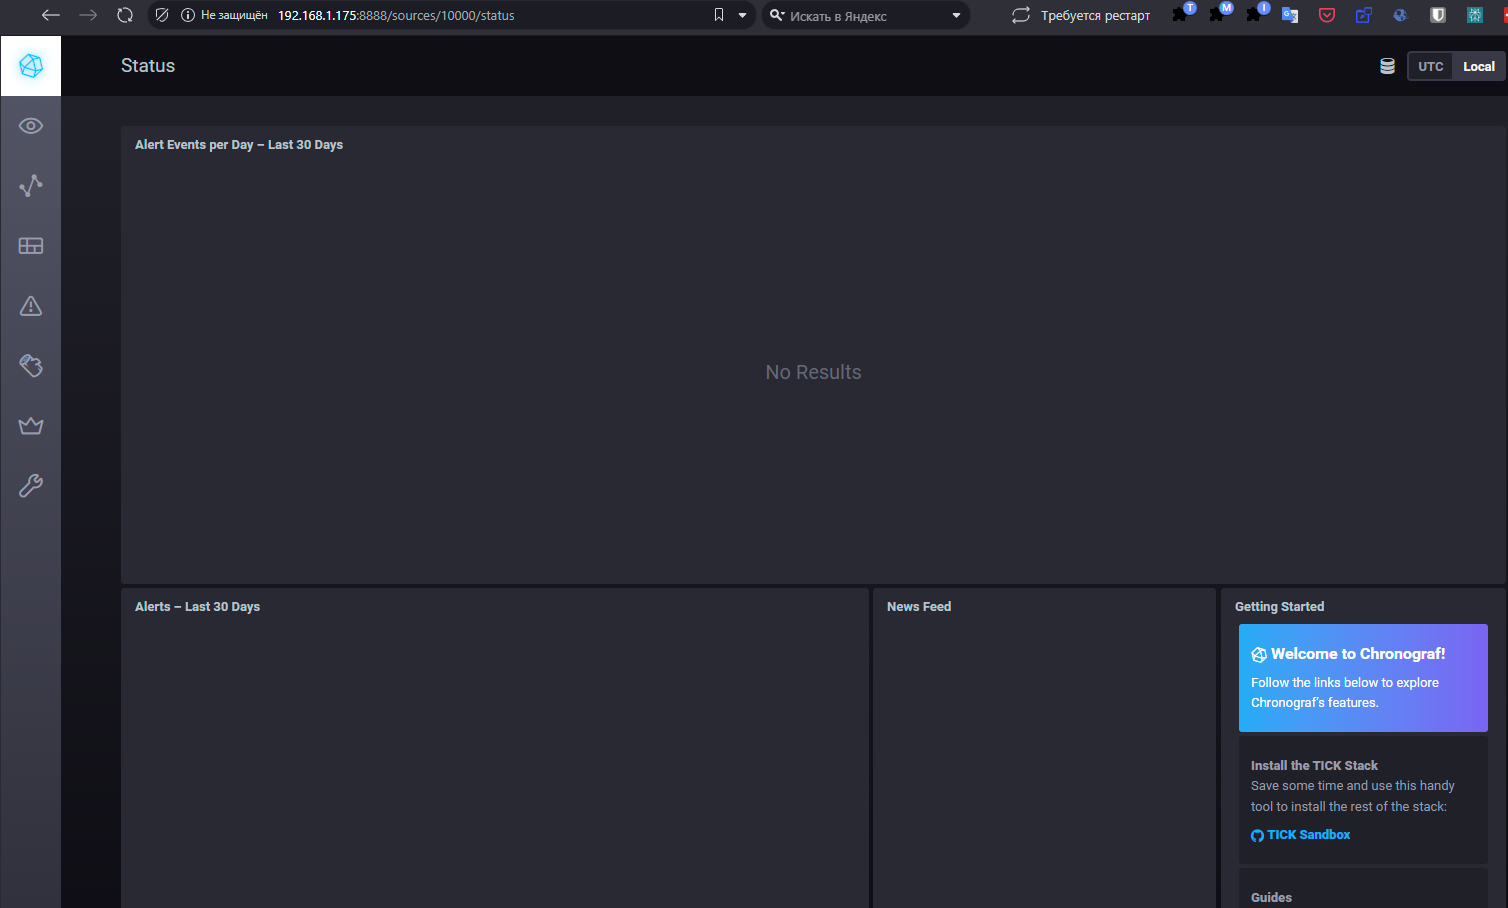 Не защищён 192.168.1.175:8888/sources/10000/status
Искать в Яндекс
Требуется рестарт
T
M
I
Status
UTC
Local
Alert Events per Day – Last 30 Days
No Results
Alerts – Last 30 Days
News Feed
Getting Started
Welcome to Chronograf!
Follow the links below to explore
Chronograf's features.
Install the TICK Stack
Save some time and use this handy
tool to install the rest of the stack:
TICK Sandbox
Guides